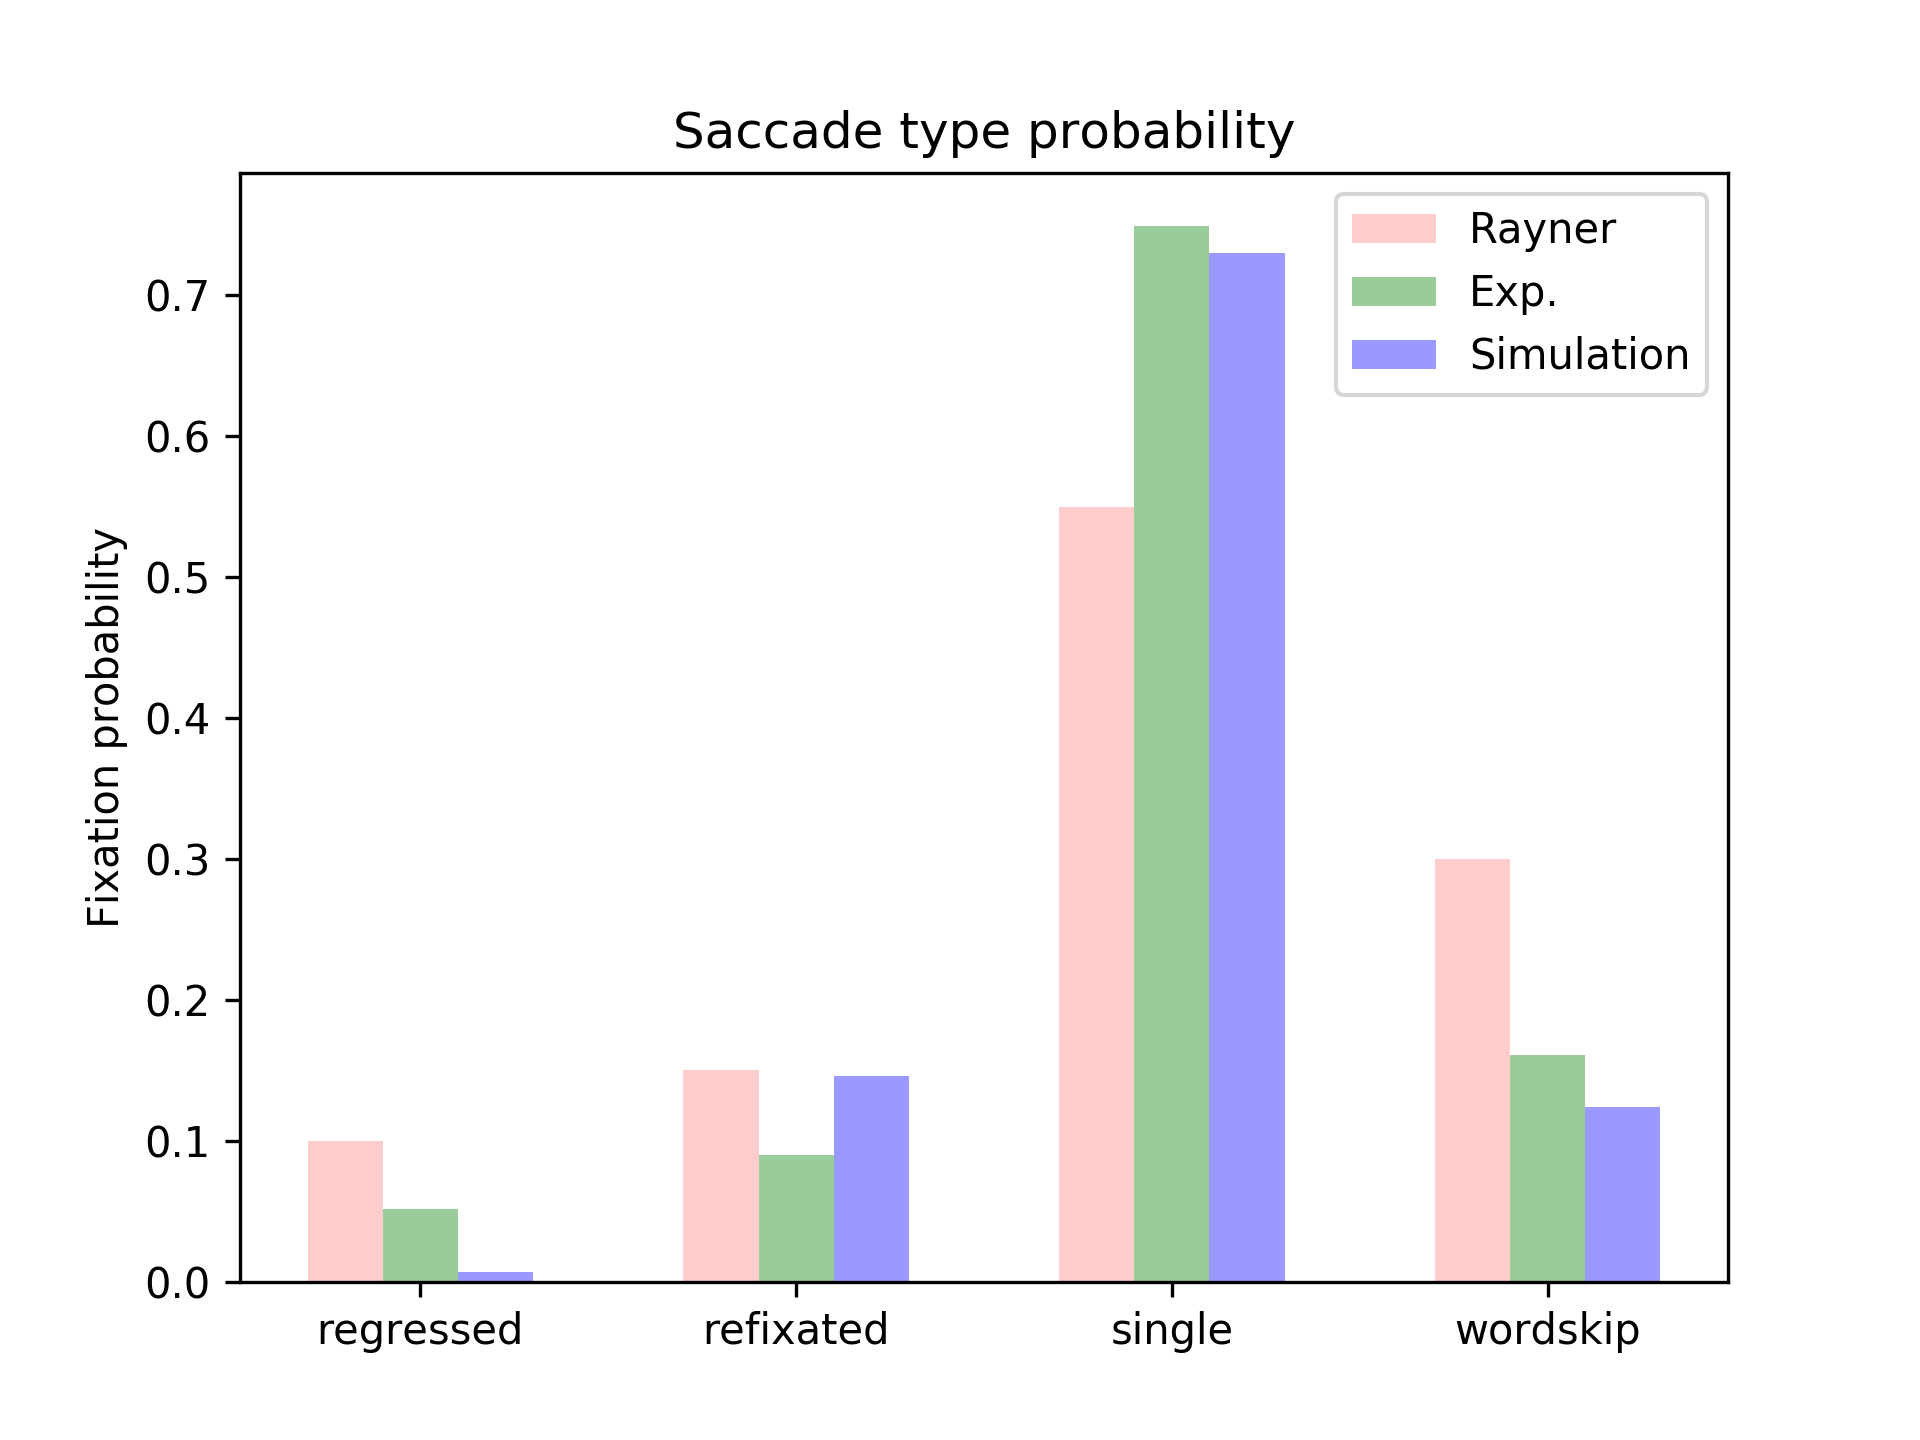 Saccade type probability
Rayner
Exp.
Simulation
Fixation probability
0.7
0.6
0.5
0.4
0.3
0.2
0.1
0.0
regressed refixated single wordskip